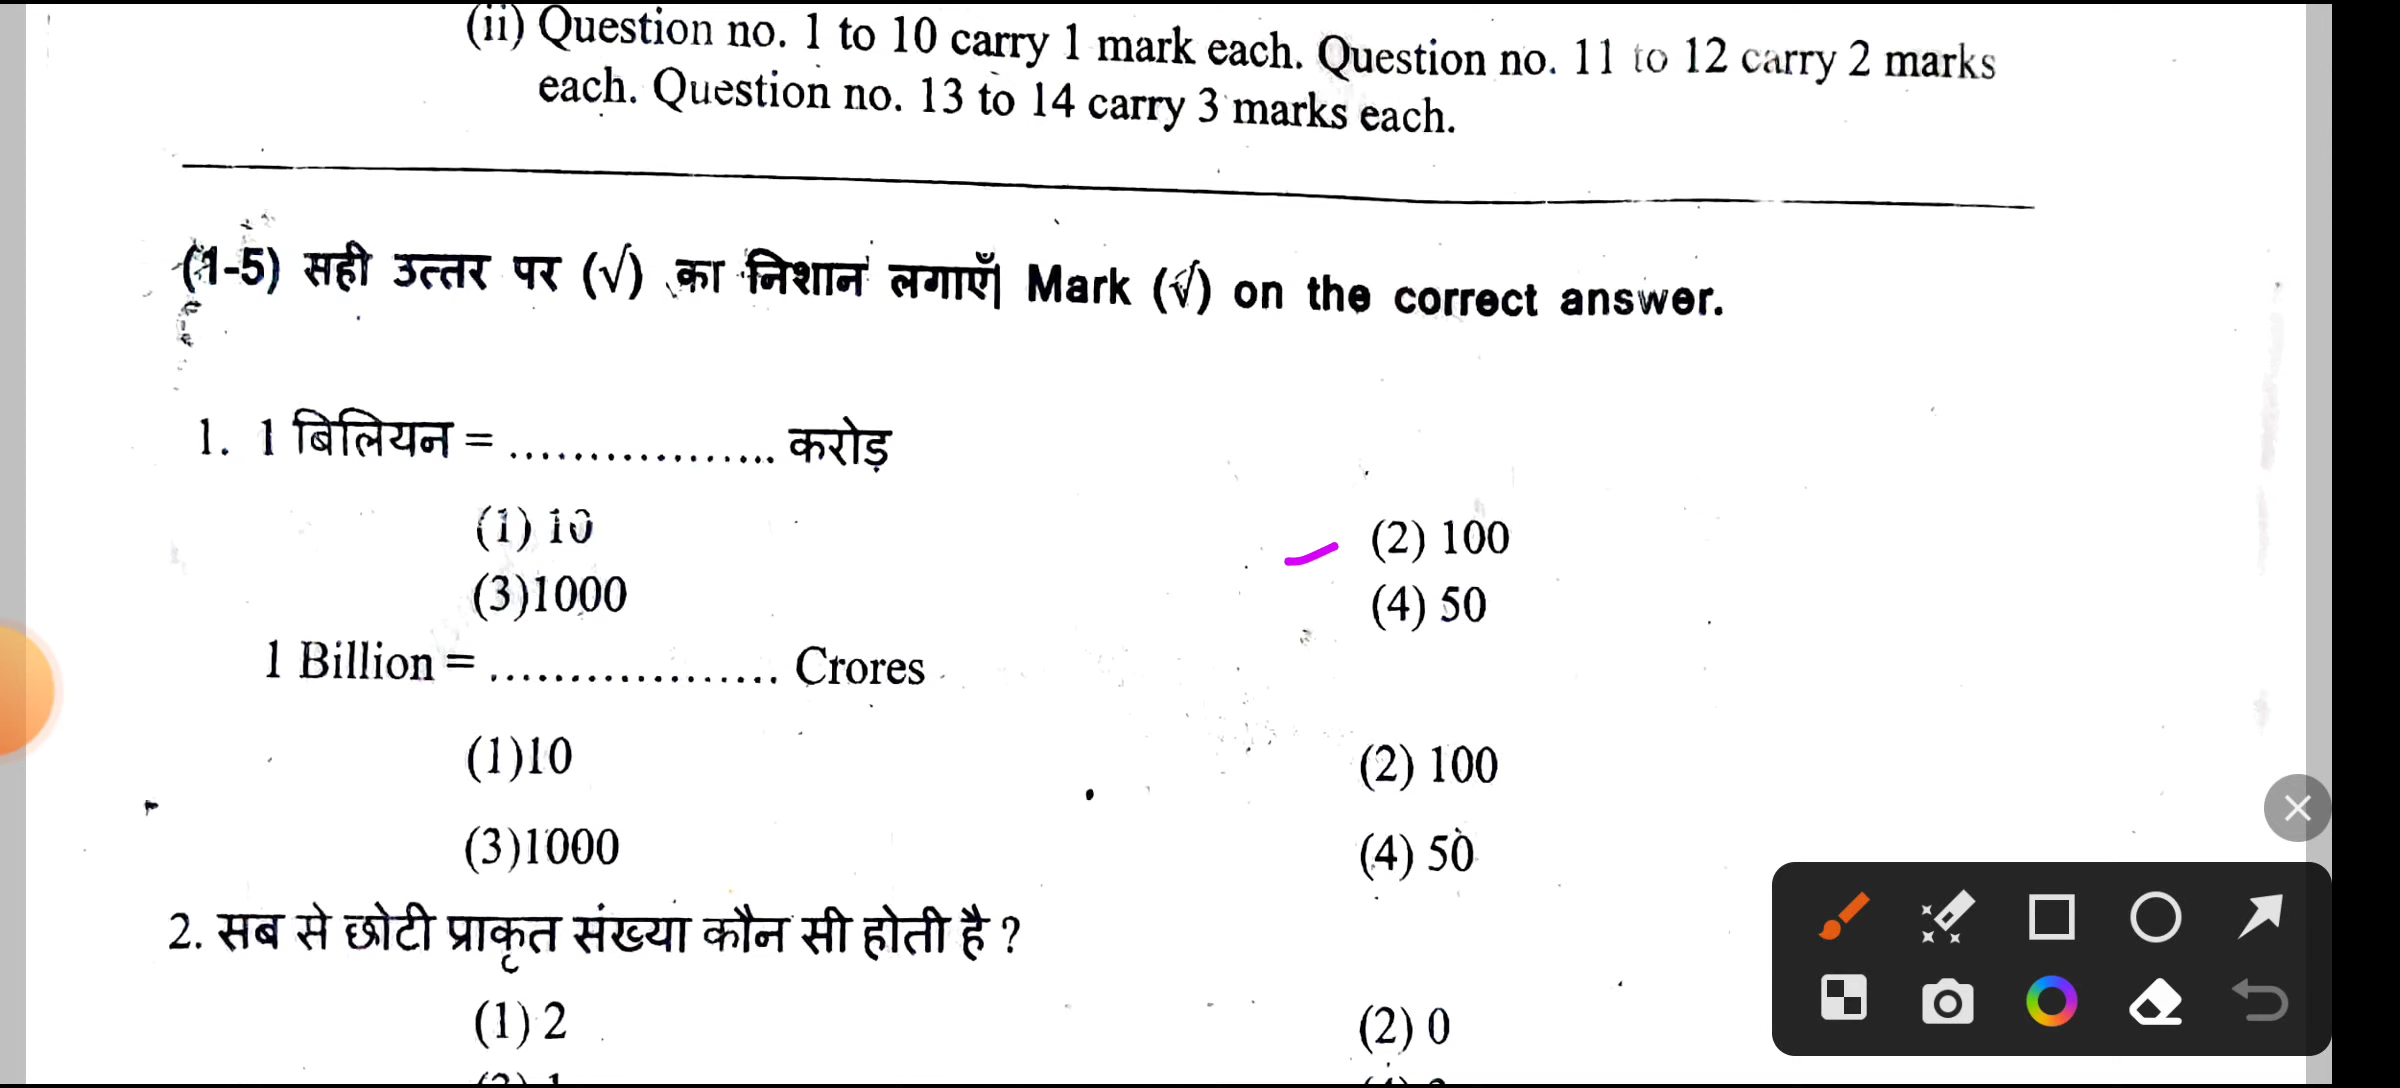 (ii) Question no. 1 to 10 carry 1 mark each. Question no. 11 to 12 carry 2 marks
each. Question no. 13 to 14 carry 3 marks each.
(1-5) सही उत्तर पर (√) का निशान लगाएँ| Mark (√) on the correct answer.
1. 1 बिलियन = .................. करोड़
(1) 10 (2) 100
(3)1000 (4) 50
1 Billion = .................. Crores
(1)10 (2) 100
(3)1000 (4) 50
2. सब से छोटी प्राकृत संख्या कौन सी होती है ?
(1) 2 (2) 0